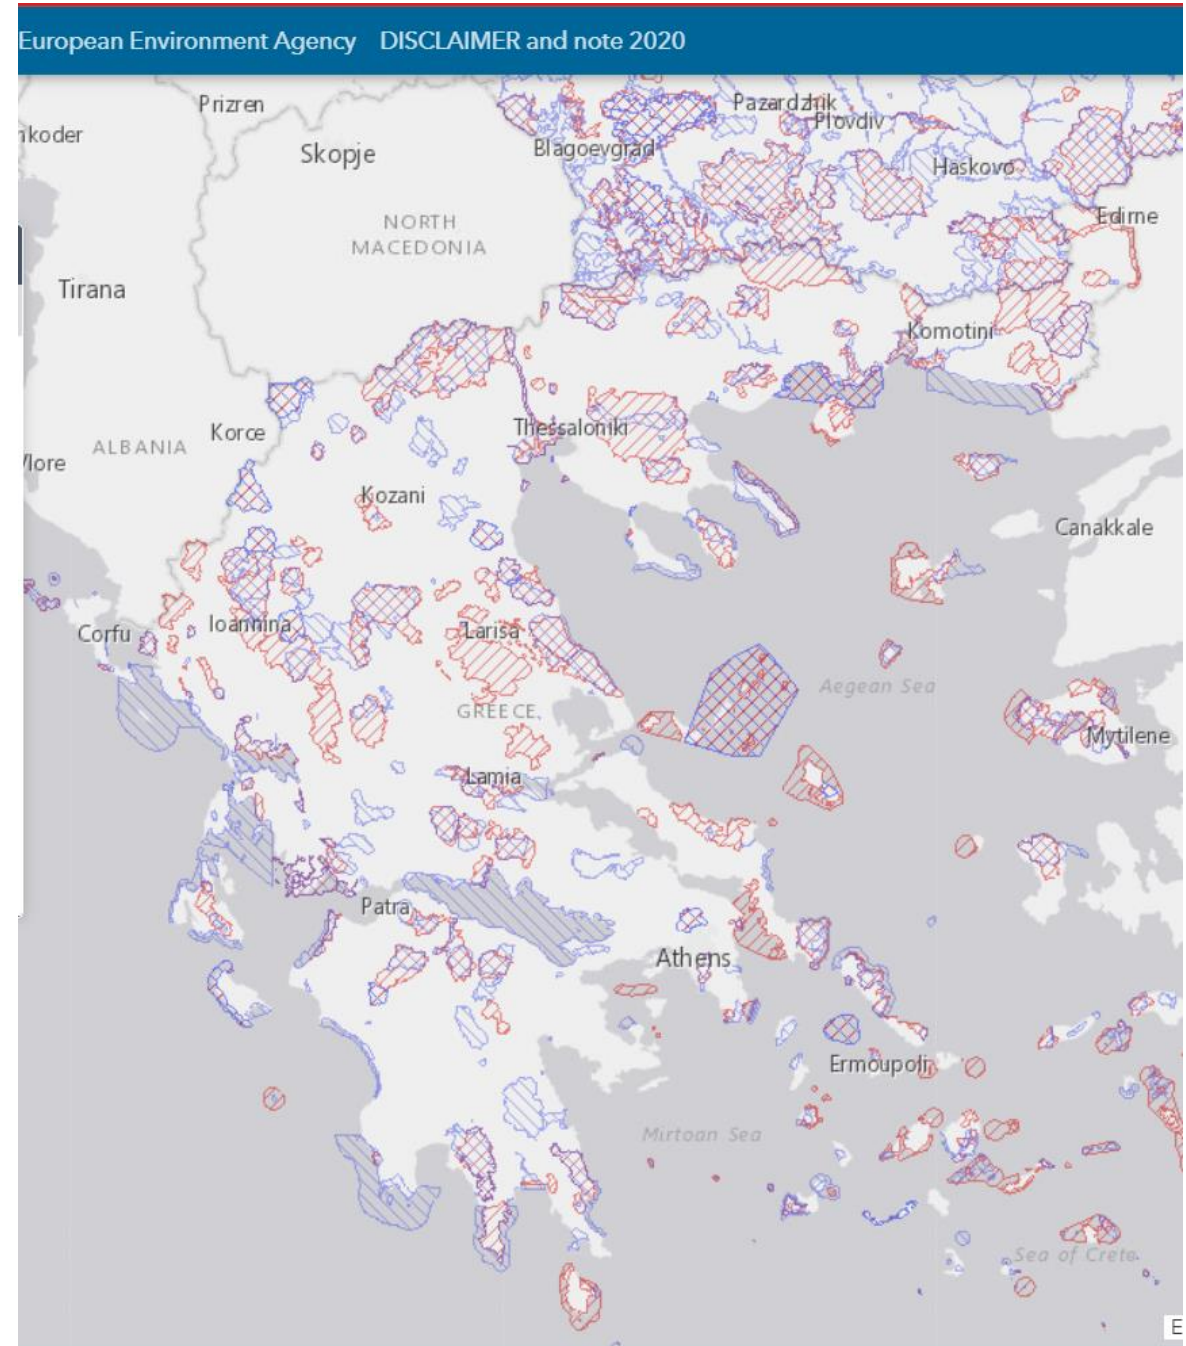 European Environment Agency DISCLAIMER and note 2020
Prizren
Pazardzhik
Plovdiv
nkoder
Skopje
Blagoevgrad
Haskovo
NORTH
MACEDONIA
Edirne
Tirana
Komotini
Thessaloniki
Korce
ALBANIA
Vlore
Kozani
Canakkale
Ioannina
Corfu
Larisa
Aegean Sea
GREECE
Mytilene
Lamia
Patra
Athens
Ermoupoli
Mirtoan Sea
Sea of Crete
E